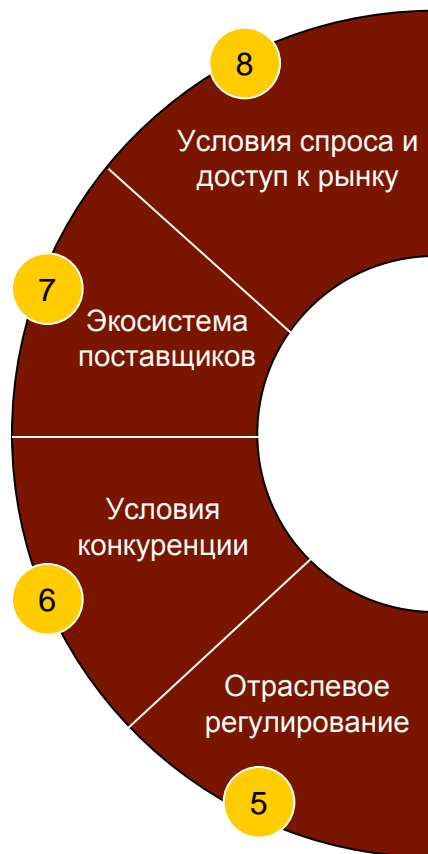 8
Условия спроса и
доступ к рынку
7
Экосистема
поставщиков
Условия
конкуренции
6
Отраслевое
регулирование
5